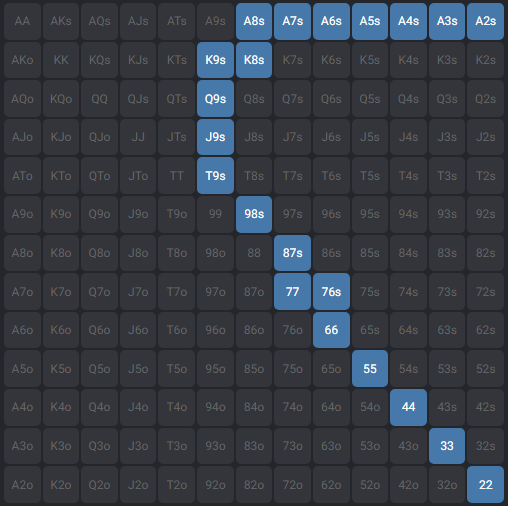 AA AKs AQs AJs ATs A9s A8s A7s A6s A5s A4s A3s A2s
AKo KK KQs KJs KTs K9s K8s K7s K6s K5s K4s K3s K2s
AQo KQo QQ QJs QTs Q9s Q8s Q7s Q6s Q5s Q4s Q3s Q2s
AJo KJo QJo JJ JTs J9s J8s J7s J6s J5s J4s J3s J2s
ATo KTo QTo JTo TT T9s T8s T7s T6s T5s T4s T3s T2s
A9o K9o Q9o J9o T9o 99 98s 97s 96s 95s 94s 93s 92s
A8o K8o Q8o J8o T8o 98o 88 87s 86s 85s 84s 83s 82s
A7o K7o Q7o J7o T7o 97o 87o 77 76s 75s 74s 73s 72s
A6o K6o Q6o J6o T6o 96o 86o 76o 66 65s 64s 63s 62s
A5o K5o Q5o J5o T5o 95o 85o 75o 65o 55 54s 53s 52s
A4o K4o Q4o J4o T4o 94o 84o 74o 64o 54o 44 43s 42s
A3o K3o Q3o J3o T3o 93o 83o 73o 63o 53o 43o 33 32s
A2o K2o Q2o J2o T2o 92o 82o 72o 62o 52o 42o 32o 22